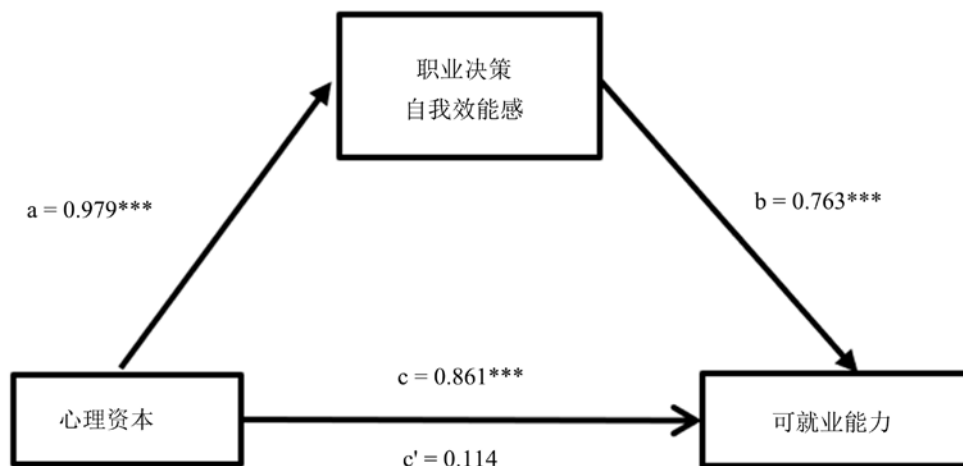 职业决策
自我效能感
a = 0.979***
b = 0.763***
c = 0.861***
心理资本
可就业能力
c' = 0.114